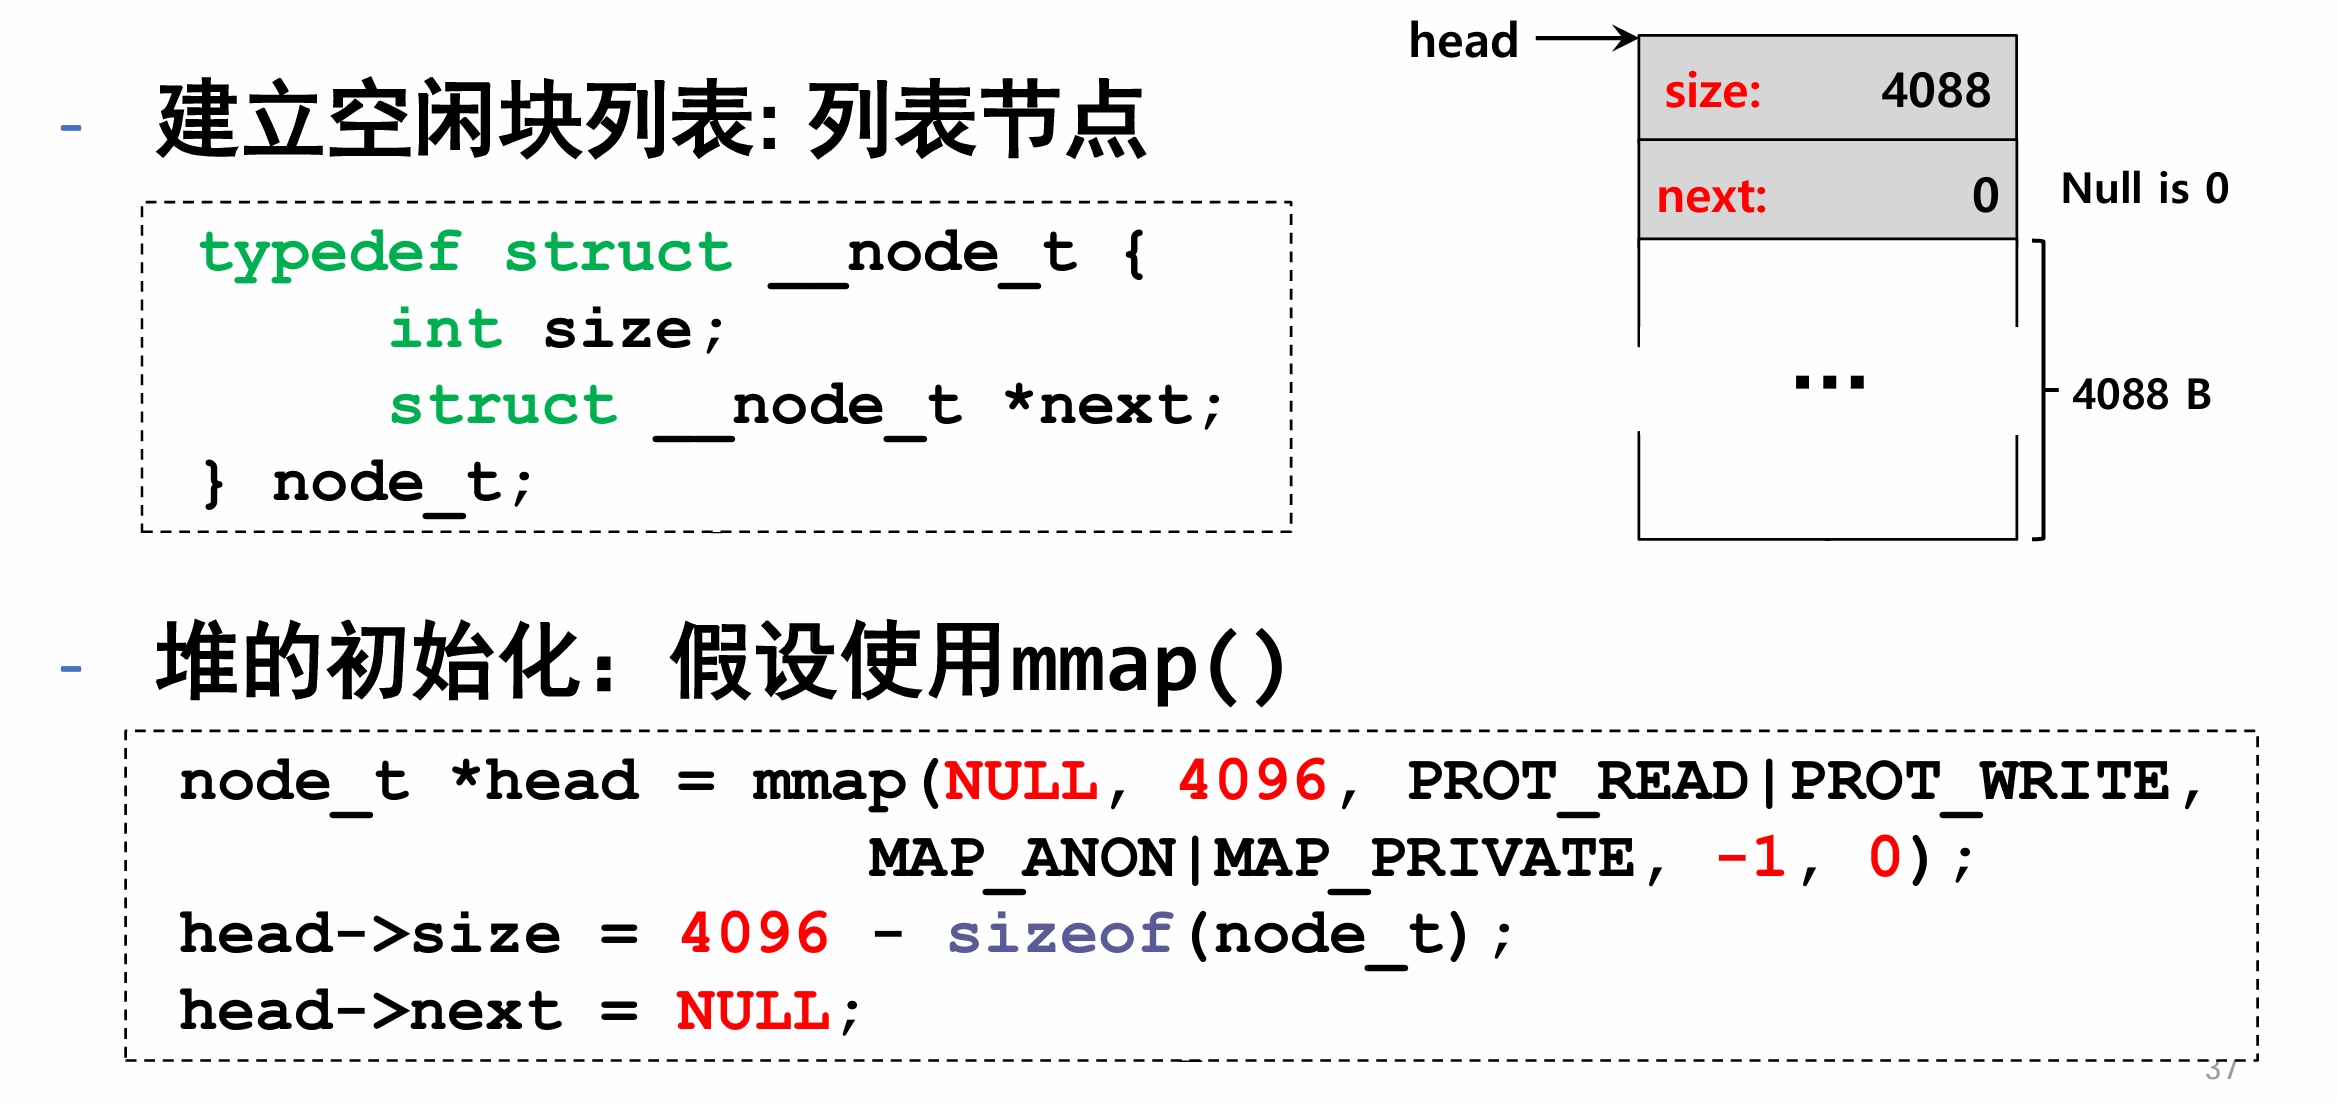 - 建立空闲块列表: 列表节点
typedef struct __node_t {
int size;
struct __node_t *next;
} node_t;
head
size: 4088
next: 0
Null is 0
...
4088 B
- 堆的初始化：假设使用mmap()
node_t *head = mmap(NULL, 4096, PROT_READ|PROT_WRITE,
MAP_ANON|MAP_PRIVATE, -1, 0);
head->size = 4096 - sizeof(node_t);
head->next = NULL;
37